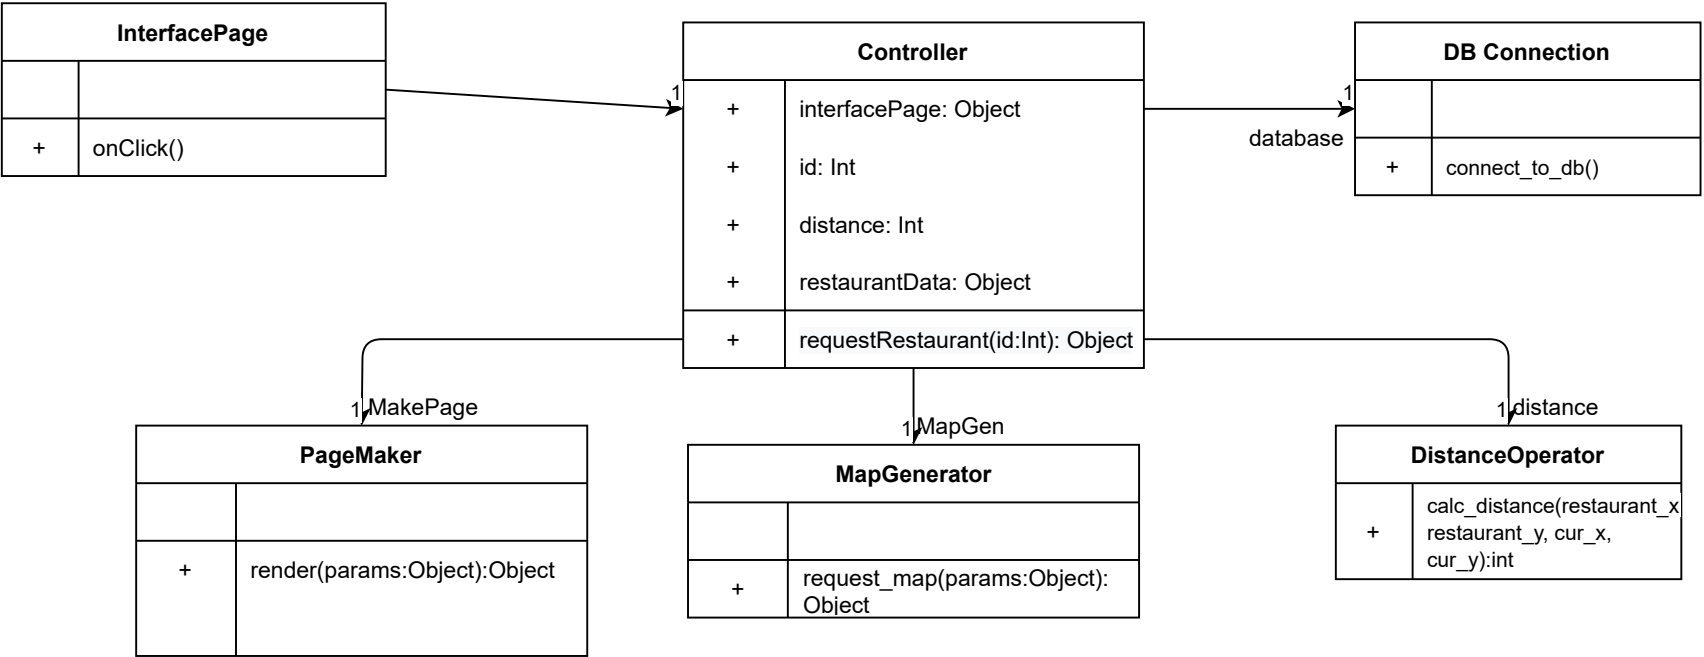 InterfacePage
+ onClick()
1
Controller
+ interfacePage: Object
+ id: Int
+ distance: Int
+ restaurantData: Object
+ requestRestaurant(id:Int): Object
1
database
DB Connection
+ connect_to_db()
1 MakePage
PageMaker
+ render(params:Object):Object
1 MapGen
MapGenerator
+ request_map(params:Object):
Object
1 distance
DistanceOperator
+ calc_distance(restaurant_x
restaurant_y, cur_x,
cur_y):int